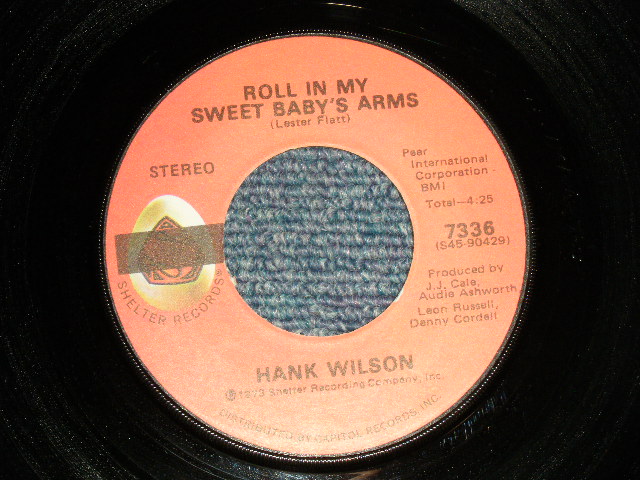 ROLL IN MY
SWEET BABY'S ARMS
(Lester Flatt)
STEREO
Peer
International
Corporation -
BMI
Total—4:25
7336
(S45-90429)
SHELTER RECORDS
Produced by
J.J. Cale,
Audie Ashworth
Leon Russell,
Denny Cordell
HANK WILSON
Ⓟ1973 Shelter Recording Company, Inc.
DISTRIBUTED BY CAPITOL RECORDS, INC.